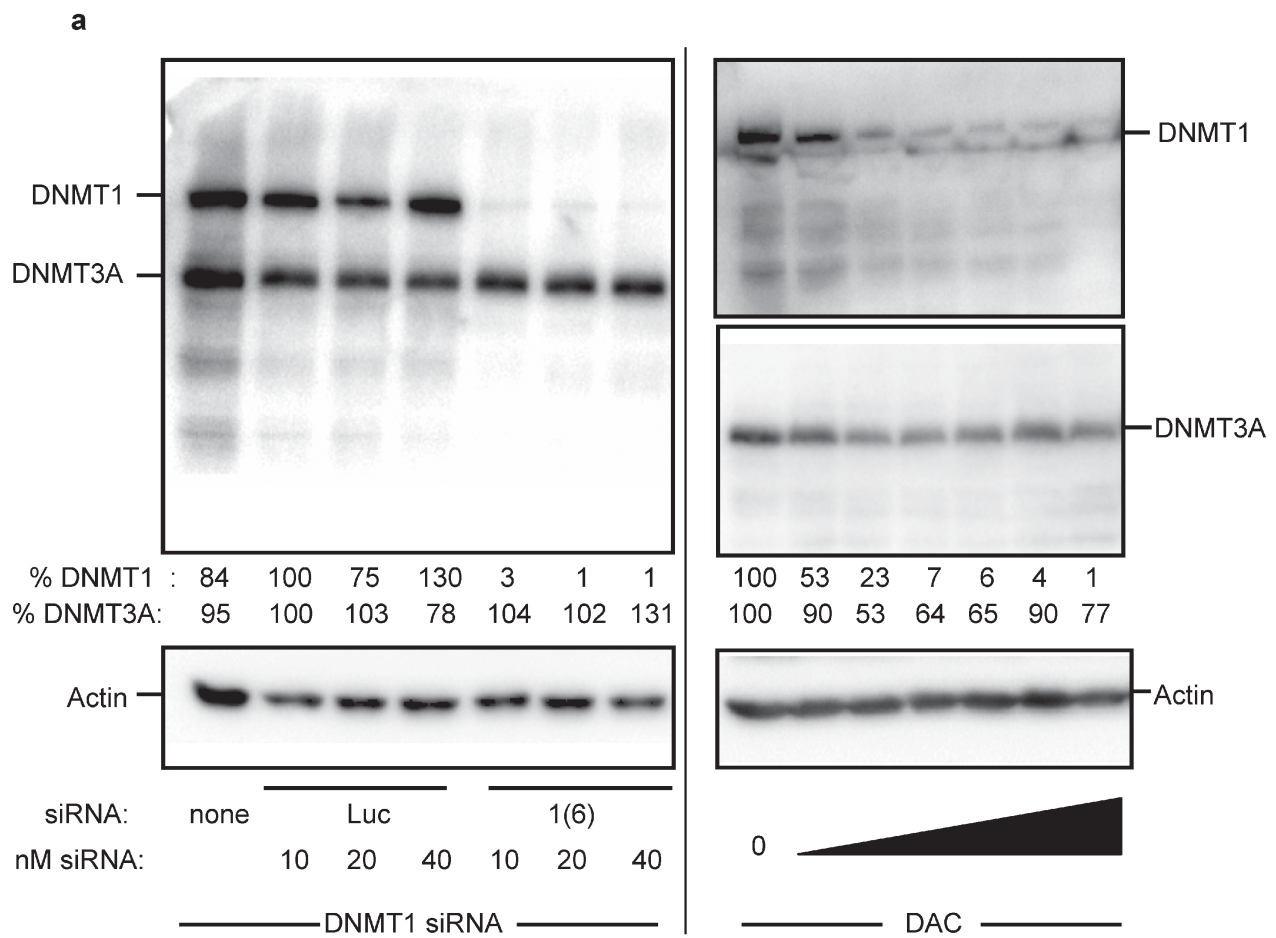 a
DNMT1
DNMT3A
DNMT1
DNMT3A
% DNMT1 : 84 100 75 130 3 1 1 100 53 23 7 6 4 1
% DNMT3A: 95 100 103 78 104 102 131 100 90 53 64 65 90 77
Actin
Actin
siRNA: none Luc 1(6)
nM siRNA: 10 20 40 10 20 40
0
DNMT1 siRNA
DAC